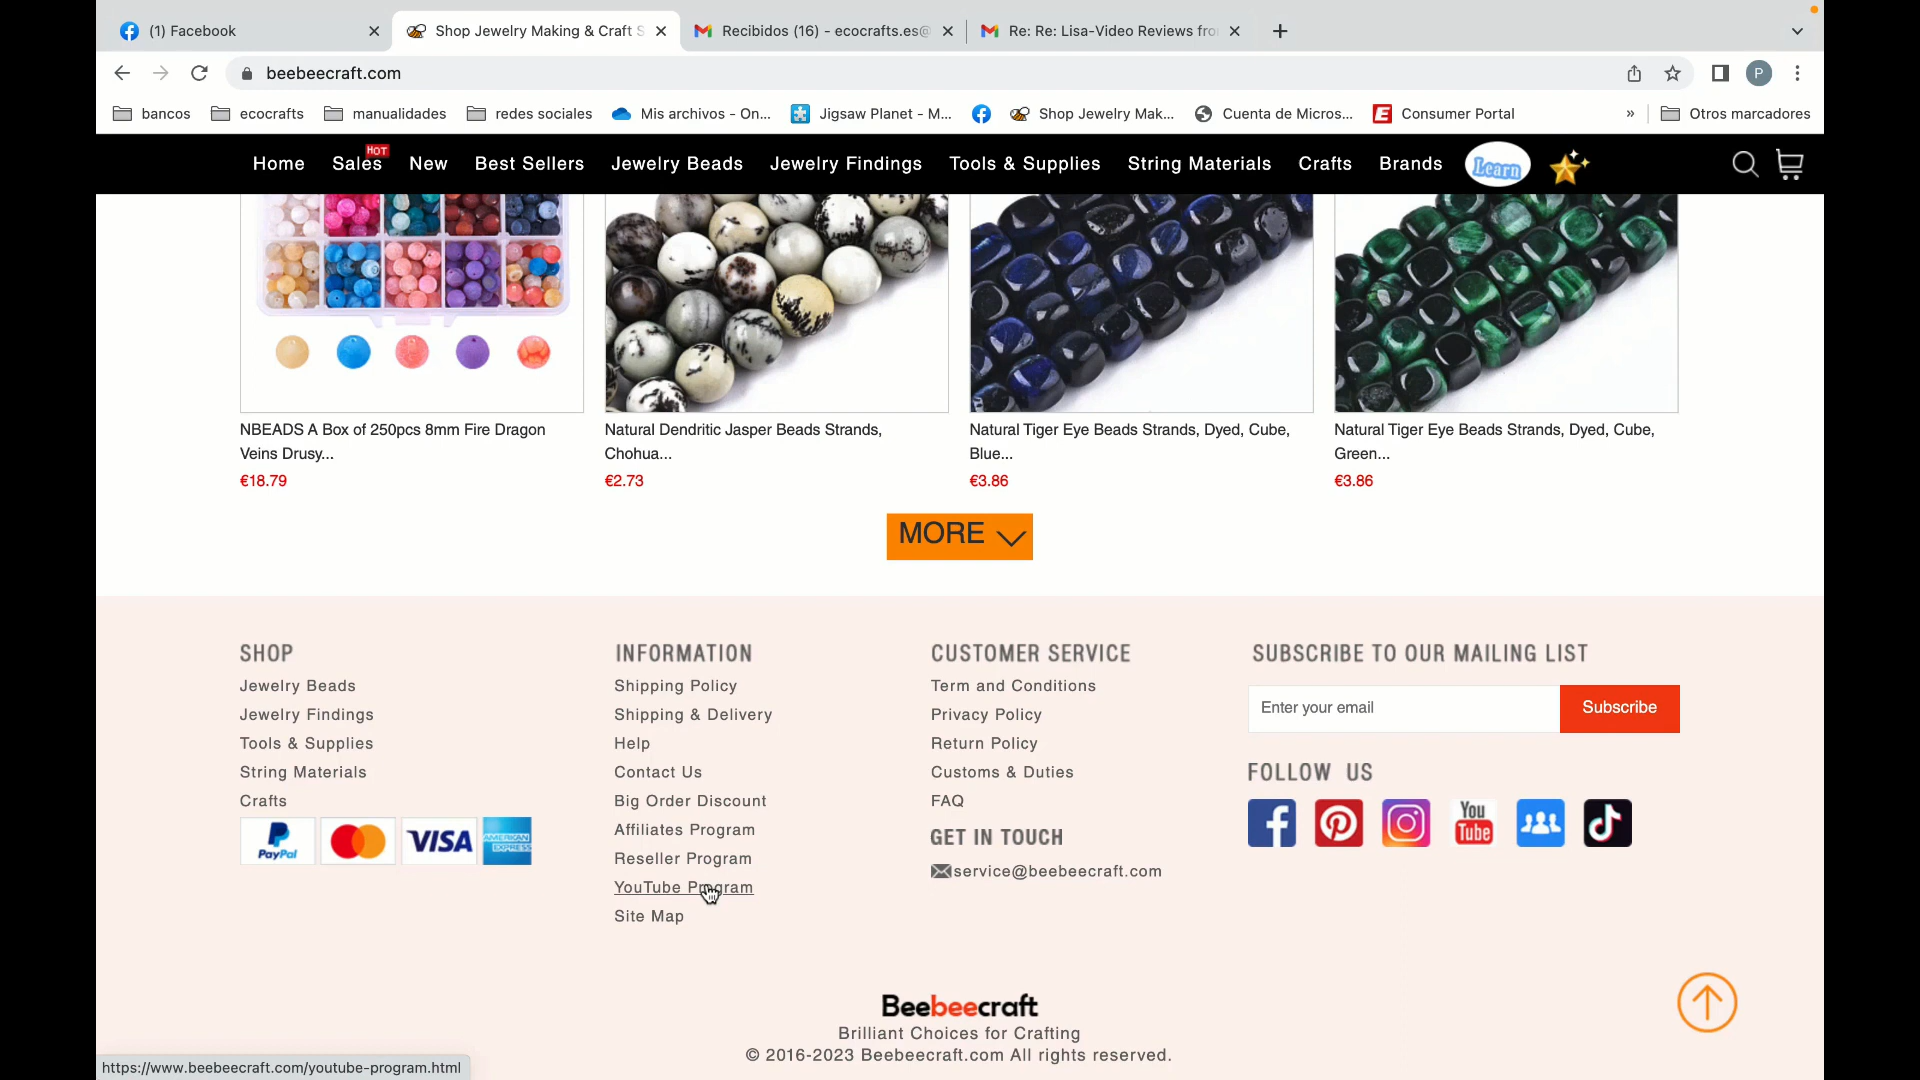 (1) Facebook
Shop Jewelry Making & Craft S
Recibidos (16) - ecocrafts.es@
Re: Re: Lisa-Video Reviews fro
beebeecraft.com
P
bancos
ecocrafts
manualidades
redes sociales
Mis archivos - On...
Jigsaw Planet - M...
Shop Jewelry Mak...
Cuenta de Micros...
Consumer Portal
»
Otros marcadores
Home
Sales
HOT
New
Best Sellers
Jewelry Beads
Jewelry Findings
Tools & Supplies
String Materials
Crafts
Brands
Learn
NBEADS A Box of 250pcs 8mm Fire Dragon
Veins Drusy...
€18.79
Natural Dendritic Jasper Beads Strands,
Chohua...
€2.73
Natural Tiger Eye Beads Strands, Dyed, Cube,
Blue...
€3.86
Natural Tiger Eye Beads Strands, Dyed, Cube,
Green...
€3.86
MORE
SHOP
Jewelry Beads
Jewelry Findings
Tools & Supplies
String Materials
Crafts
PayPal
VISA
AMERICAN
EXPRESS
INFORMATION
Shipping Policy
Shipping & Delivery
Help
Contact Us
Big Order Discount
Affiliates Program
Reseller Program
YouTube Program
Site Map
CUSTOMER SERVICE
Term and Conditions
Privacy Policy
Return Policy
Customs & Duties
FAQ
GET IN TOUCH
service@beebeecraft.com
SUBSCRIBE TO OUR MAILING LIST
Enter your email
Subscribe
FOLLOW US
You
Tube
Beebeecraft
Brilliant Choices for Crafting
© 2016-2023 Beebeecraft.com All rights reserved.
https://www.beebeecraft.com/youtube-program.html